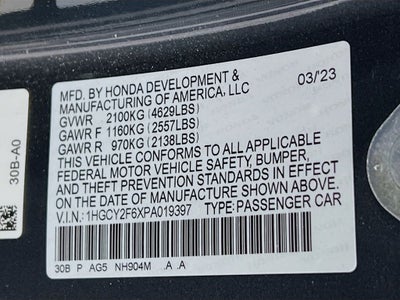 MFD. BY HONDA DEVELOPMENT &
MANUFACTURING OF AMERICA, LLC 03/'23
GVWR 2100KG (4629LBS)
GAWR F 1160KG (2557LBS)
GAWR R 970KG (2138LBS)
THIS VEHICLE CONFORMS TO ALL APPLICABLE
FEDERAL MOTOR VEHICLE SAFETY, BUMPER,
AND THEFT PREVENTION STANDARDS IN EFFECT
ON THE DATE OF MANUFACTURE SHOWN ABOVE.
V.I.N.: 1HGCY2F6XPA019397 TYPE:PASSENGER CAR
30B P AG5 NH904M A A
30B-A0